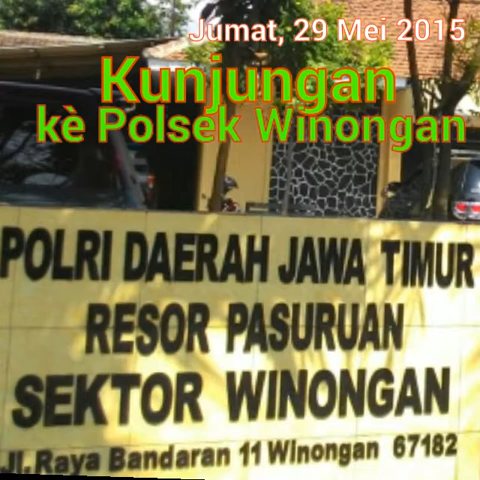 Jumat, 29 Mei 2015
Kunjungan
kè Polsek Winongan
POLRI DAERAH JAWA TIMUR
RESOR PASURUAN
SEKTOR WINONGAN
Jl. Raya Bandaran 11 Winongan 67182